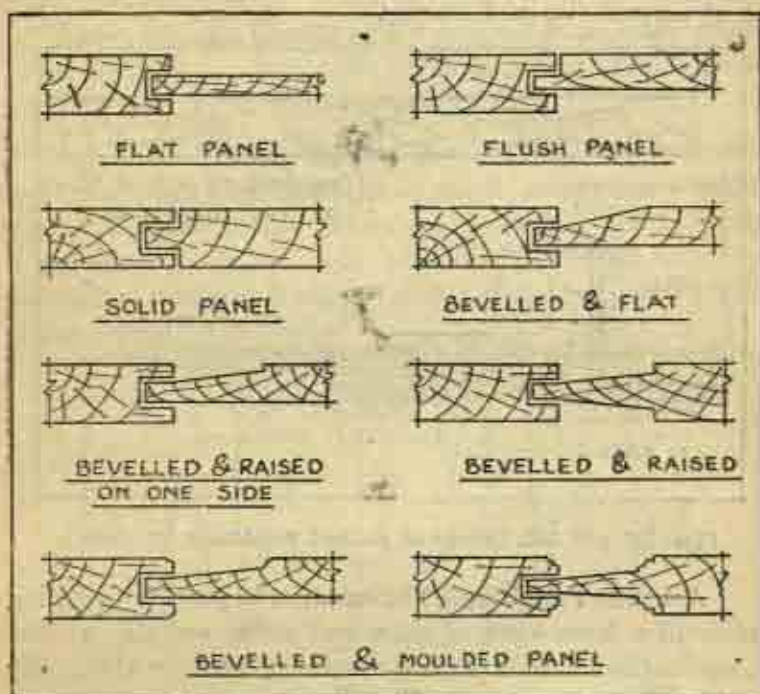 FLAT PANEL
FLUSH PANEL
SOLID PANEL
BEVELLED & FLAT
BEVELLED & RAISED
ON ONE SIDE
BEVELLED & RAISED
BEVELLED & MOULDED PANEL